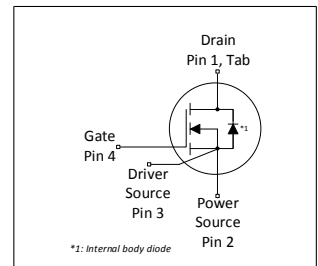 Drain
Pin 1, Tab
*1
Gate
Pin 4
Driver
Source
Pin 3
Power
Source
Pin 2
*1: Internal body diode